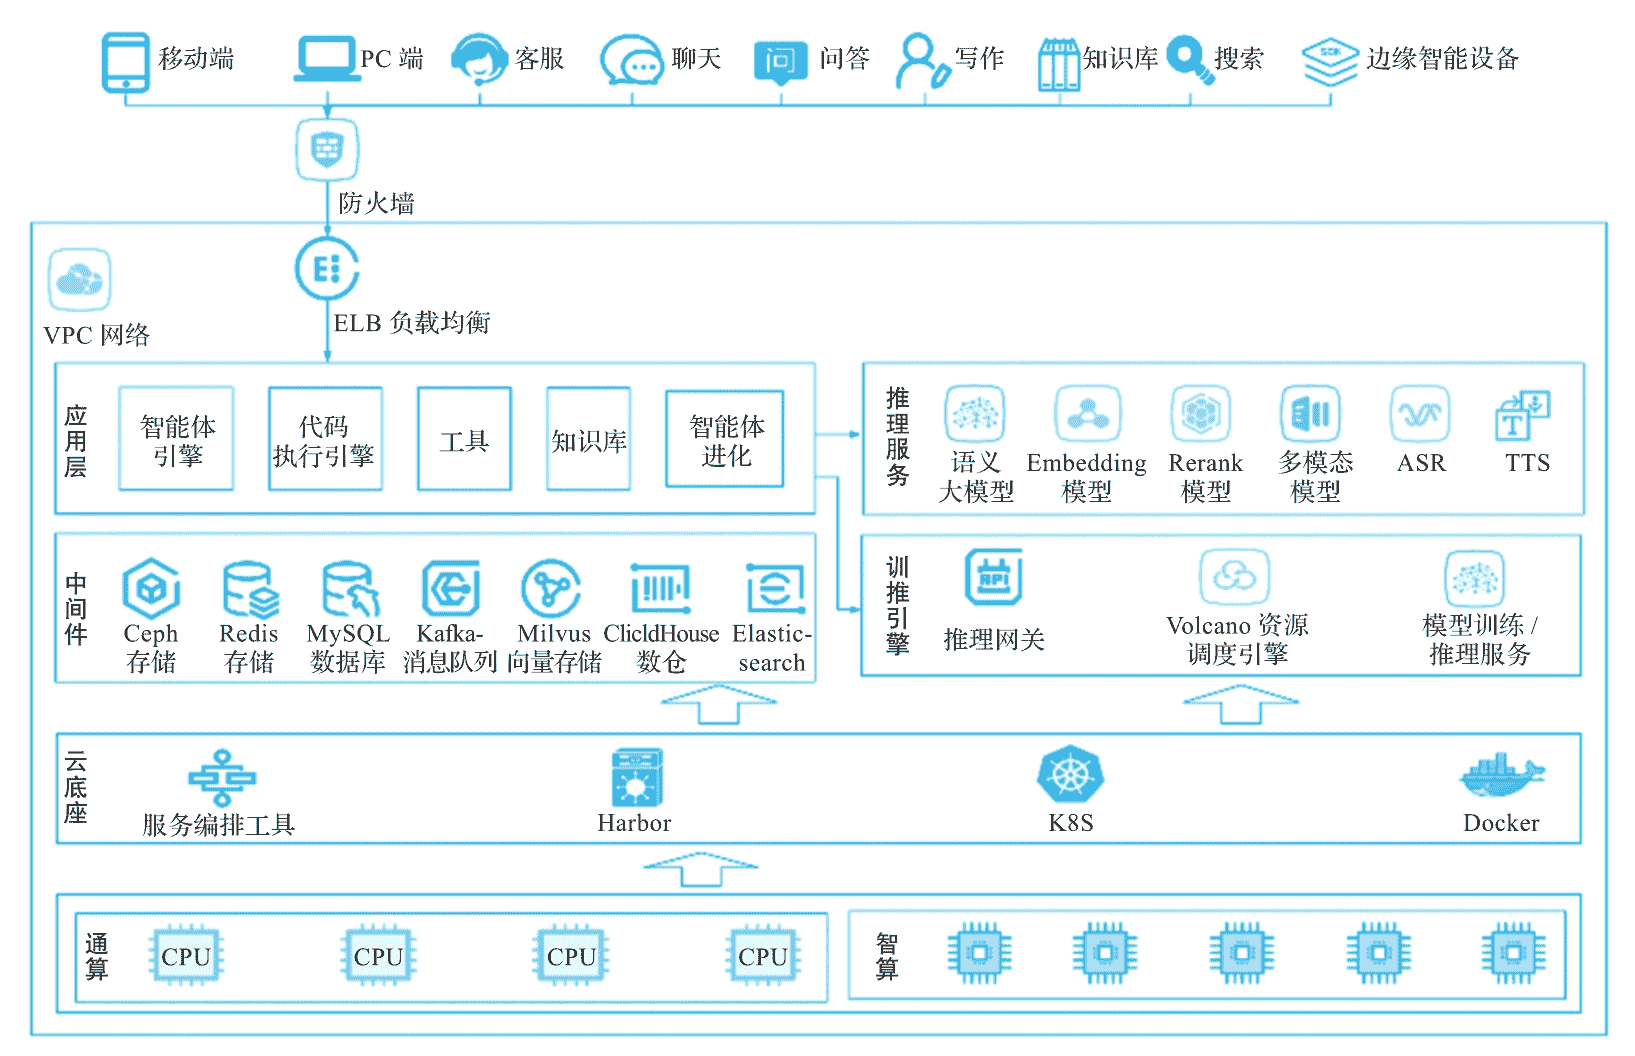 移动端
PC 端
客服
聊天
问
问答
写作
知识库
搜索
SDK
边缘智能设备
防火墙
E
ELB 负载均衡
VPC 网络
应用层
智能体
引擎
代码
执行引擎
工具
知识库
智能体
进化
推理服务
语义
大模型
Embedding
模型
Rerank
模型
多模态
模型
ASR
T
TTS
中间件
Ceph
存储
Redis
存储
MySQL
数据库
Kafka-
消息队列
Milvus
向量存储
ClicldHouse
数仓
Elastic-
search
训推引擎
API
推理网关
Volcano 资源
调度引擎
模型训练 /
推理服务
云底座
服务编排工具
Harbor
K8S
Docker
通算
CPU
CPU
CPU
CPU
智算